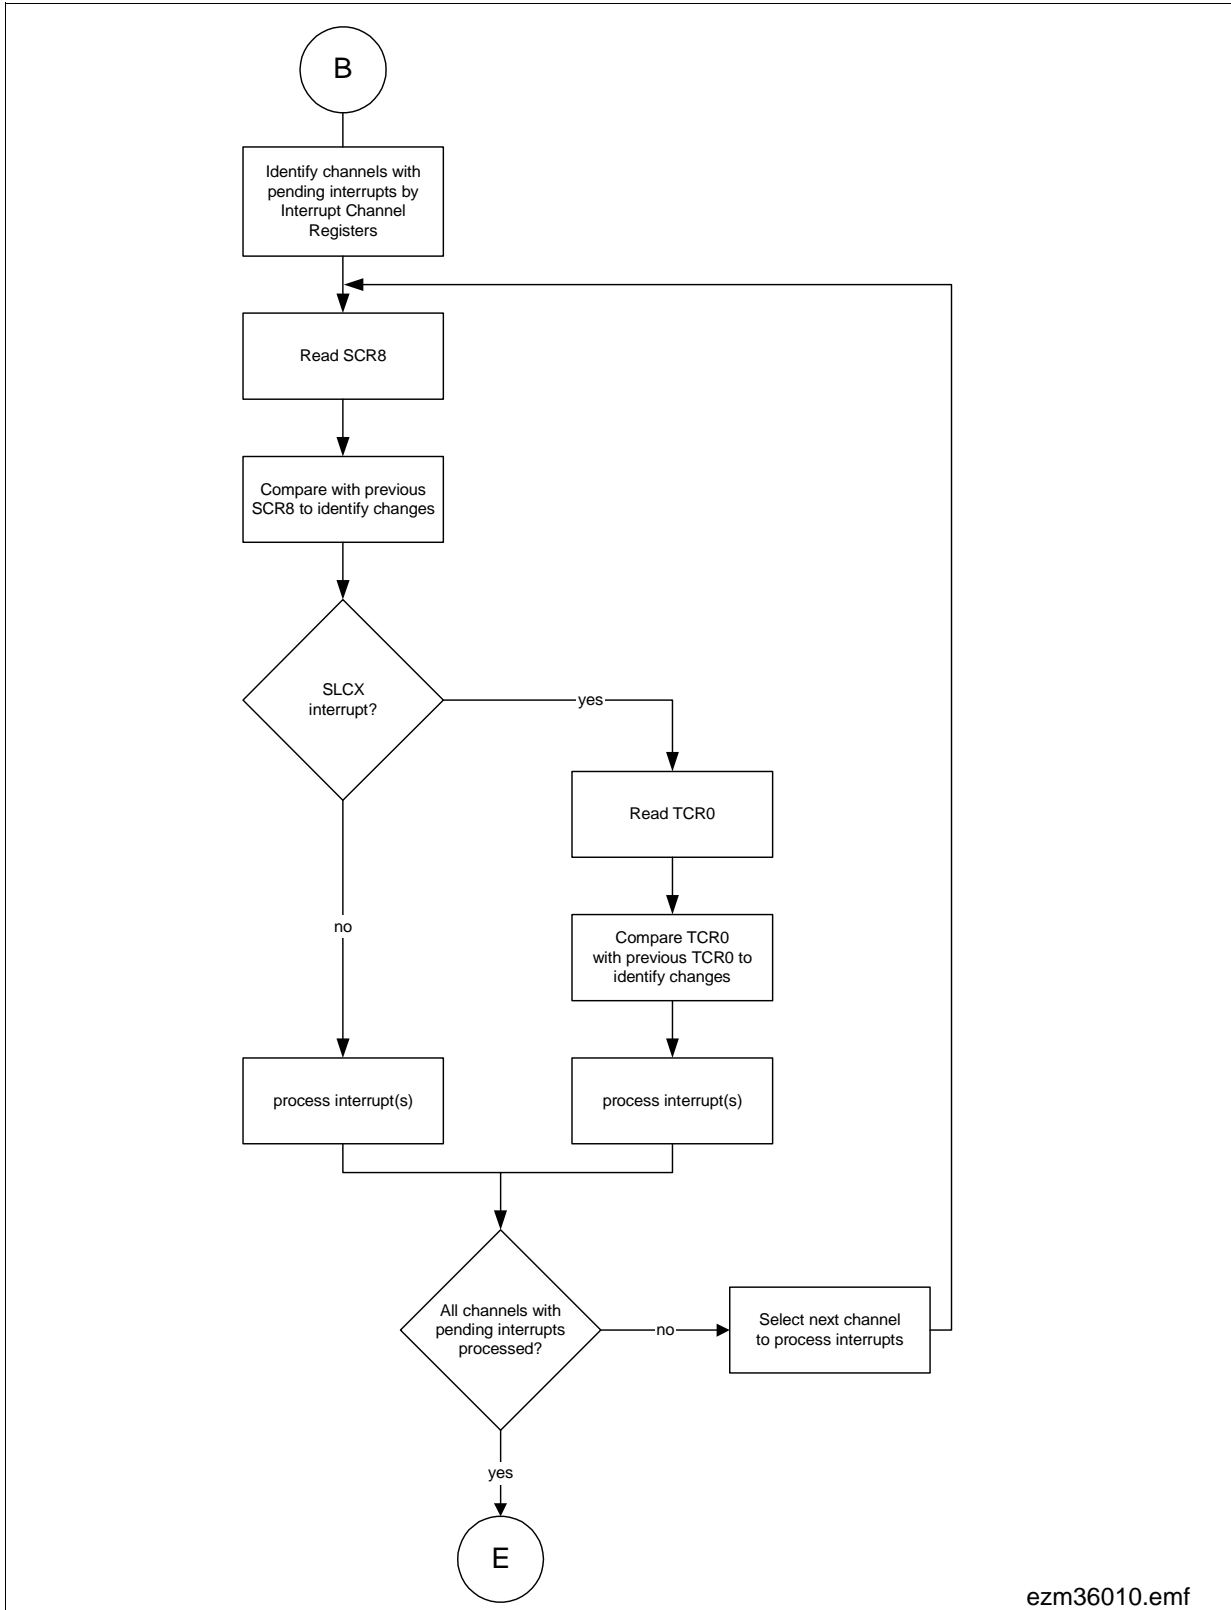 B
Identify channels with
pending interrupts by
Interrupt Channel
Registers
Read SCR8
Compare with previous
SCR8 to identify changes
SLCX
interrupt?
yes
Read TCR0
no
Compare TCR0
with previous TCR0 to
identify changes
process interrupt(s)
process interrupt(s)
All channels with
pending interrupts
processed?
no
Select next channel
to process interrupts
yes
E
ezm36010.emf